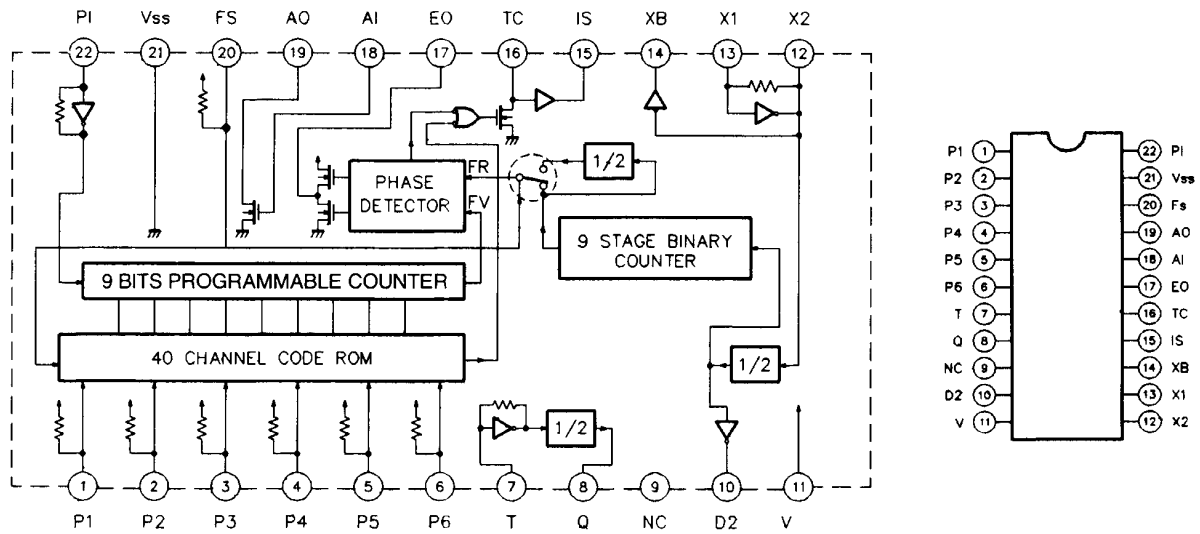 PI Vss FS AO AI EO TC IS XB X1 X2
22 21 20 19 18 17 16 15 14 13 12
1/2
PHASE DETECTOR
FR
FV
9 STAGE BINARY COUNTER
9 BITS PROGRAMMABLE COUNTER
40 CHANNEL CODE ROM
1/2
1/2
1 2 3 4 5 6 7 8 9 10 11
P1 P2 P3 P4 P5 P6 T Q NC D2 V
P1 1 22 PI
P2 2 21 Vss
P3 3 20 Fs
P4 4 19 AO
P5 5 18 AI
P6 6 17 EO
T 7 16 TC
Q 8 15 IS
NC 9 14 XB
D2 10 13 X1
V 11 12 X2